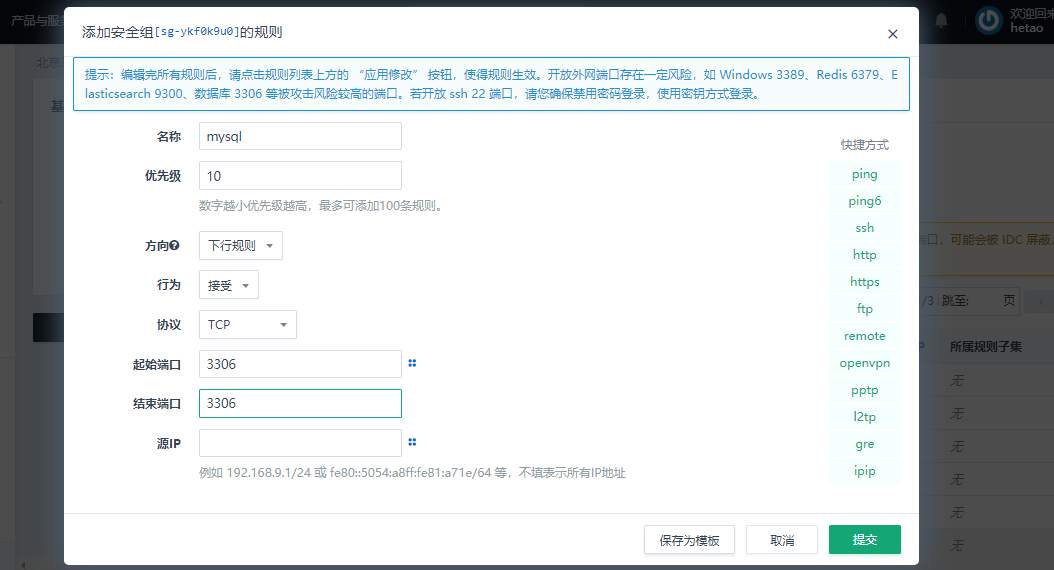 产品与服务
欢迎回来
hetao
北京
基
添加安全组[sg-ykf0k9u0]的规则
提示：编辑完所有规则后，请点击规则列表上方的 “应用修改” 按钮，使得规则生效。开放外网端口存在一定风险，如 Windows 3389、Redis 6379、E
lasticsearch 9300、数据库 3306 等被攻击风险较高的端口。若开放 ssh 22 端口，请您确保禁用密码登录，使用密钥方式登录。
名称
mysql
优先级
10
数字越小优先级越高，最多可添加100条规则。
方向
下行规则
行为
接受
协议
TCP
起始端口
3306
结束端口
3306
源IP
例如 192.168.9.1/24 或 fe80::5054:a8ff:fe81:a71e/64 等，不填表示所有IP地址
快捷方式
ping
ping6
ssh
http
https
ftp
remote
openvpn
pptp
l2tp
gre
ipip
保存为模板
取消
提交
端口，可能会被 IDC 屏蔽，
/3 跳至: 页
所属规则子集
无
无
无
无
无
无